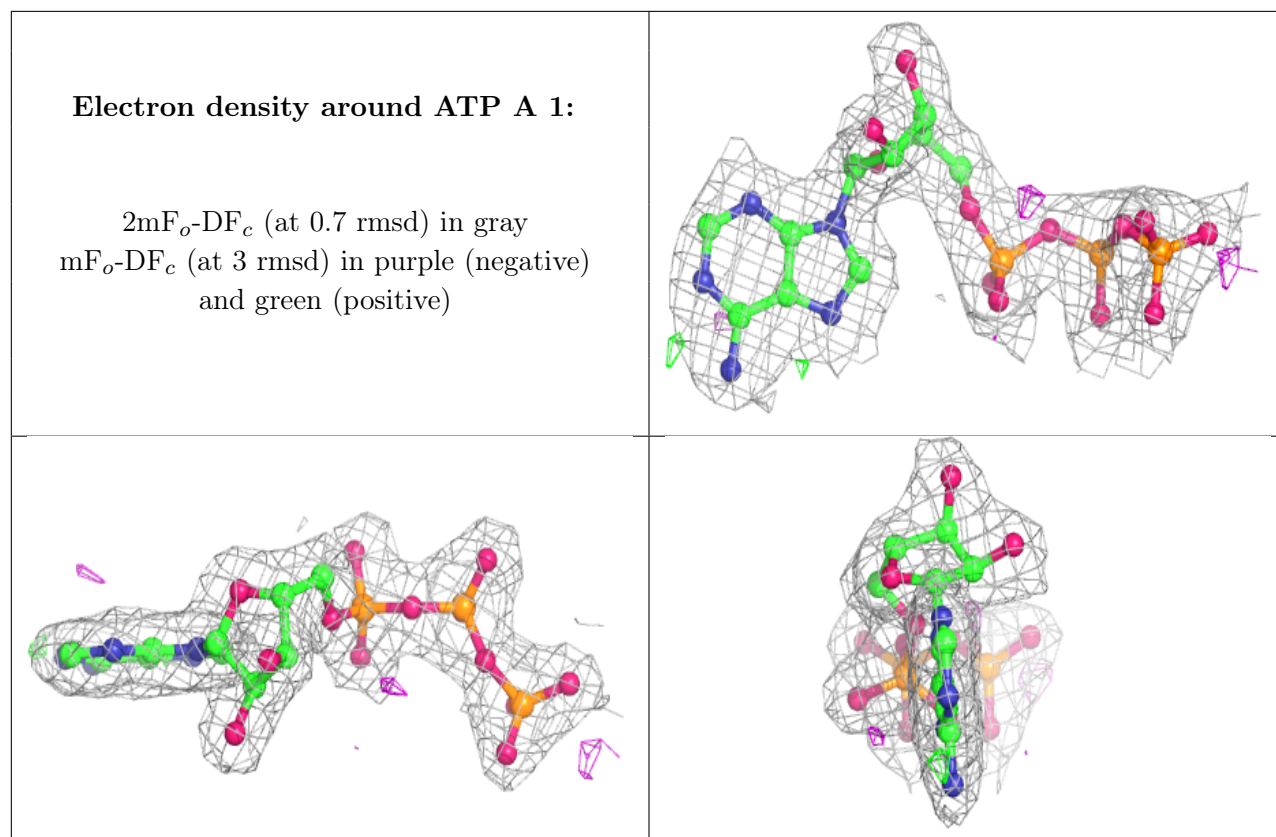 Electron density around ATP A 1:
2mFₒ-DF𝒸 (at 0.7 rmsd) in gray
mFₒ-DF𝒸 (at 3 rmsd) in purple (negative)
and green (positive)